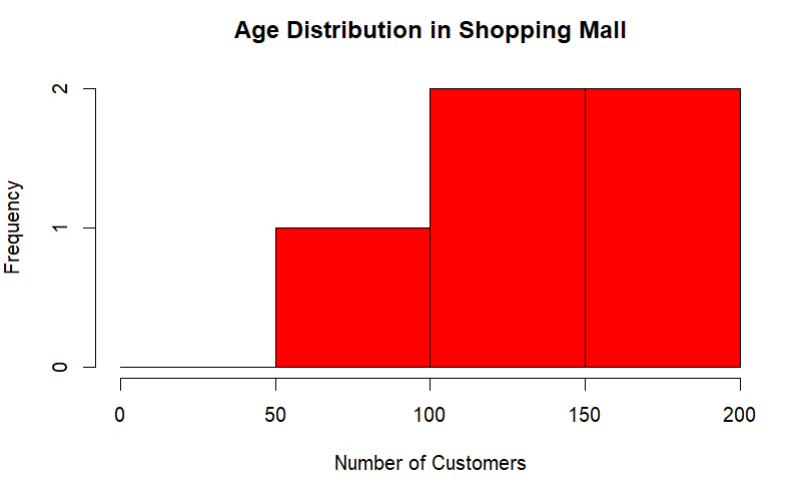 Age Distribution in Shopping Mall
Frequency
2
1
0
0 50 100 150 200
Number of Customers